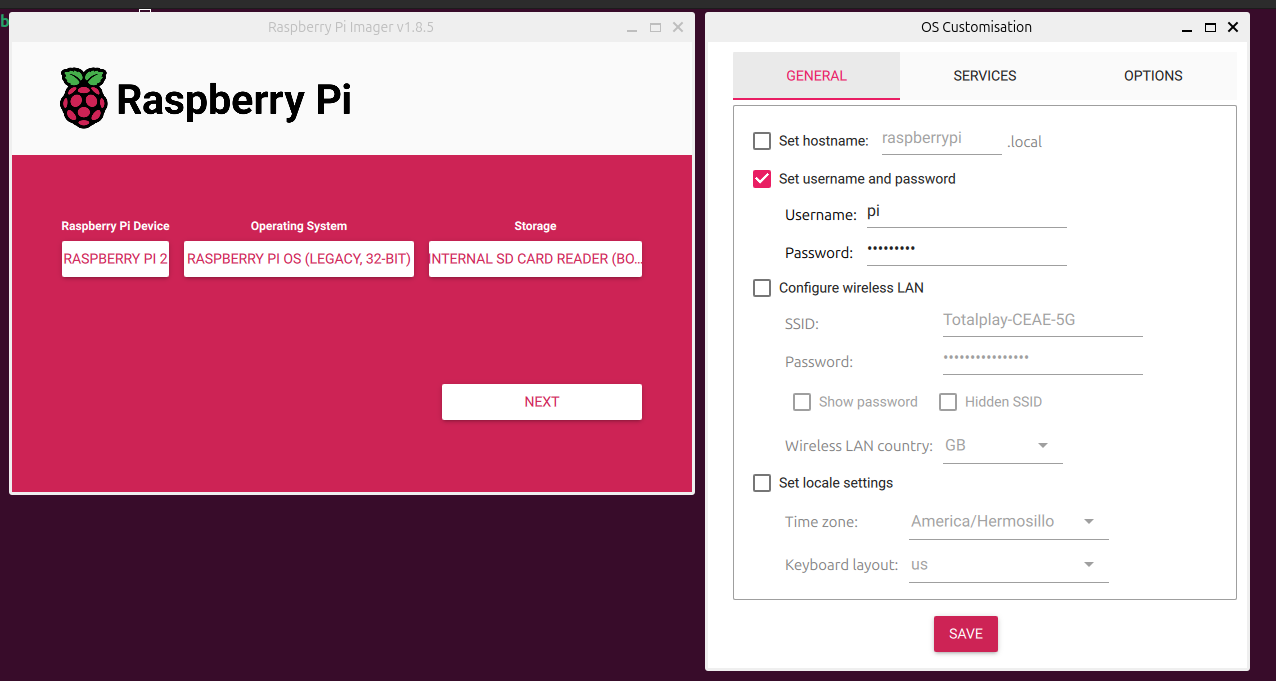 Raspberry Pi Imager v1.8.5
Raspberry Pi
Raspberry Pi Device
Operating System
Storage
RASPBERRY PI 2
RASPBERRY PI OS (LEGACY, 32-BIT)
INTERNAL SD CARD READER (BO...
NEXT
OS Customisation
GENERAL
SERVICES
OPTIONS
Set hostname: raspberrypi .local
Set username and password
Username: pi
Password: •••••••••
Configure wireless LAN
SSID: Totalplay-CEAE-5G
Password: ••••••••••••••••
Show password Hidden SSID
Wireless LAN country: GB
Set locale settings
Time zone: America/Hermosillo
Keyboard layout: us
SAVE